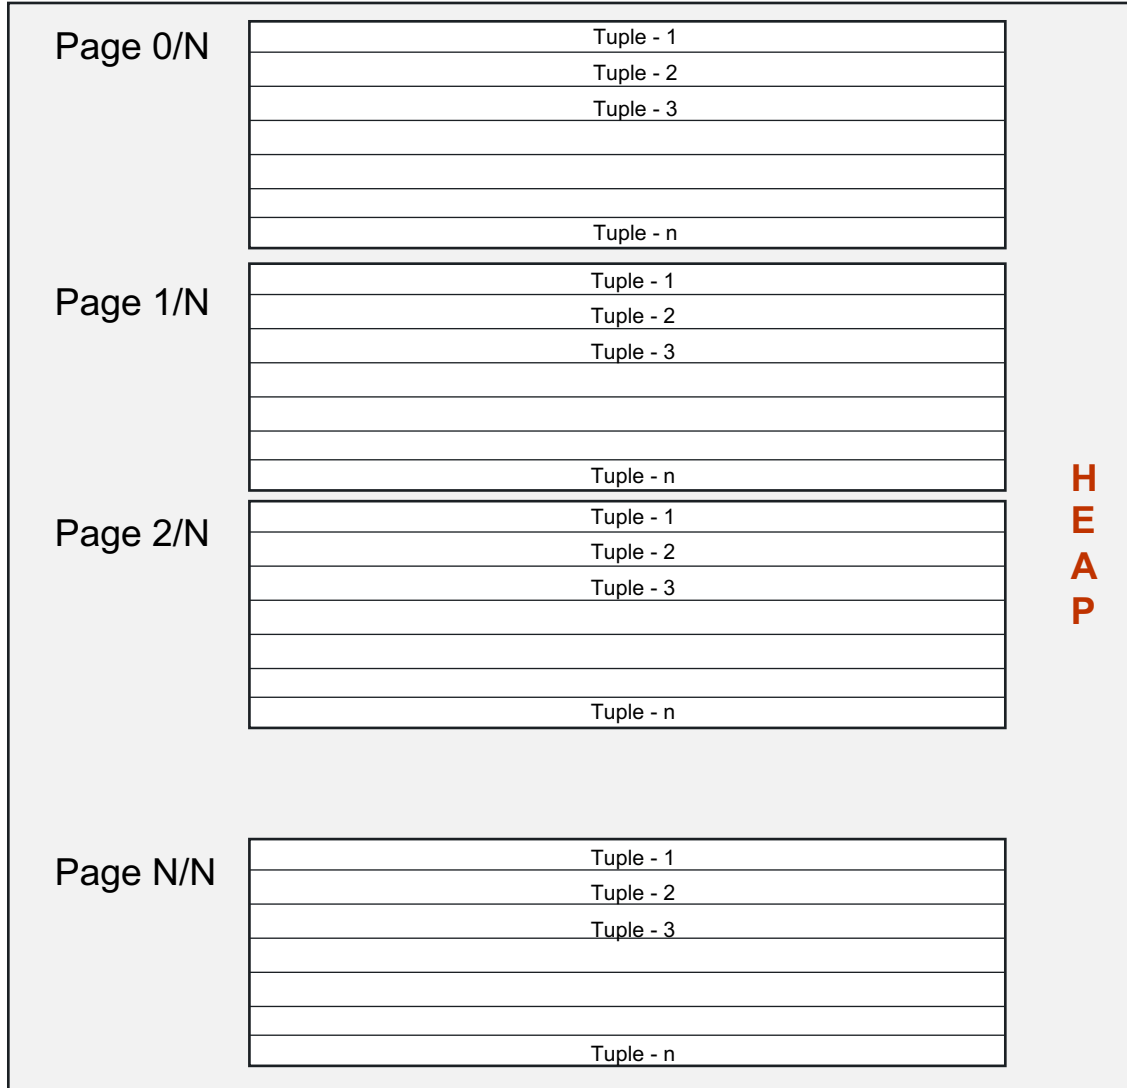 Page 0/N
Tuple - 1
Tuple - 2
Tuple - 3
Tuple - n
Page 1/N
Tuple - 1
Tuple - 2
Tuple - 3
Tuple - n
Page 2/N
Tuple - 1
Tuple - 2
Tuple - 3
Tuple - n
Page N/N
Tuple - 1
Tuple - 2
Tuple - 3
Tuple - n
H
E
A
P